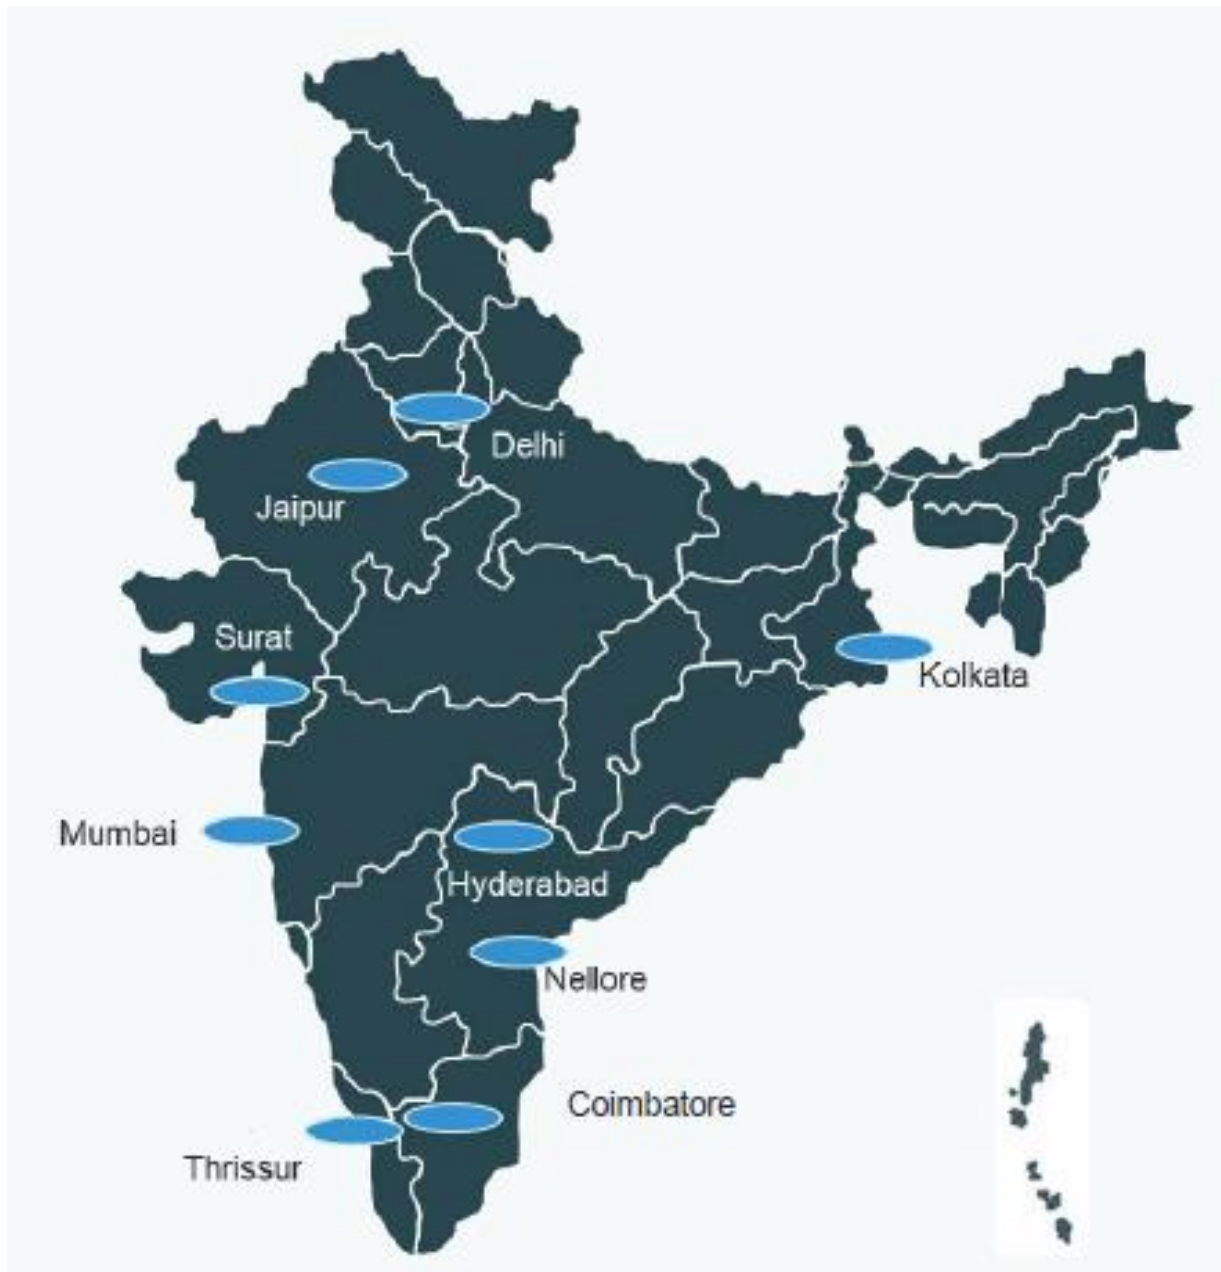 Delhi
Jaipur
Surat
Kolkata
Mumbai
Hyderabad
Nellore
Coimbatore
Thrissur